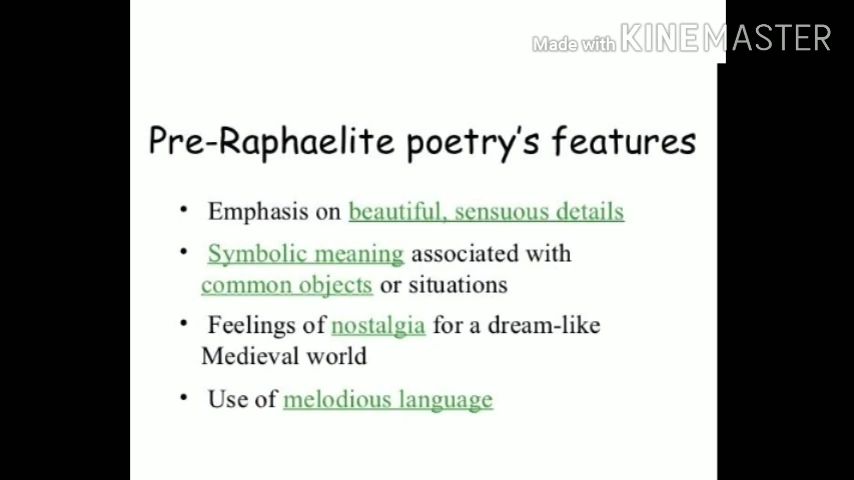 Made with KINEMASTER
Pre-Raphaelite poetry's features
• Emphasis on beautiful, sensuous details
• Symbolic meaning associated with
common objects or situations
• Feelings of nostalgia for a dream-like
Medieval world
• Use of melodious language